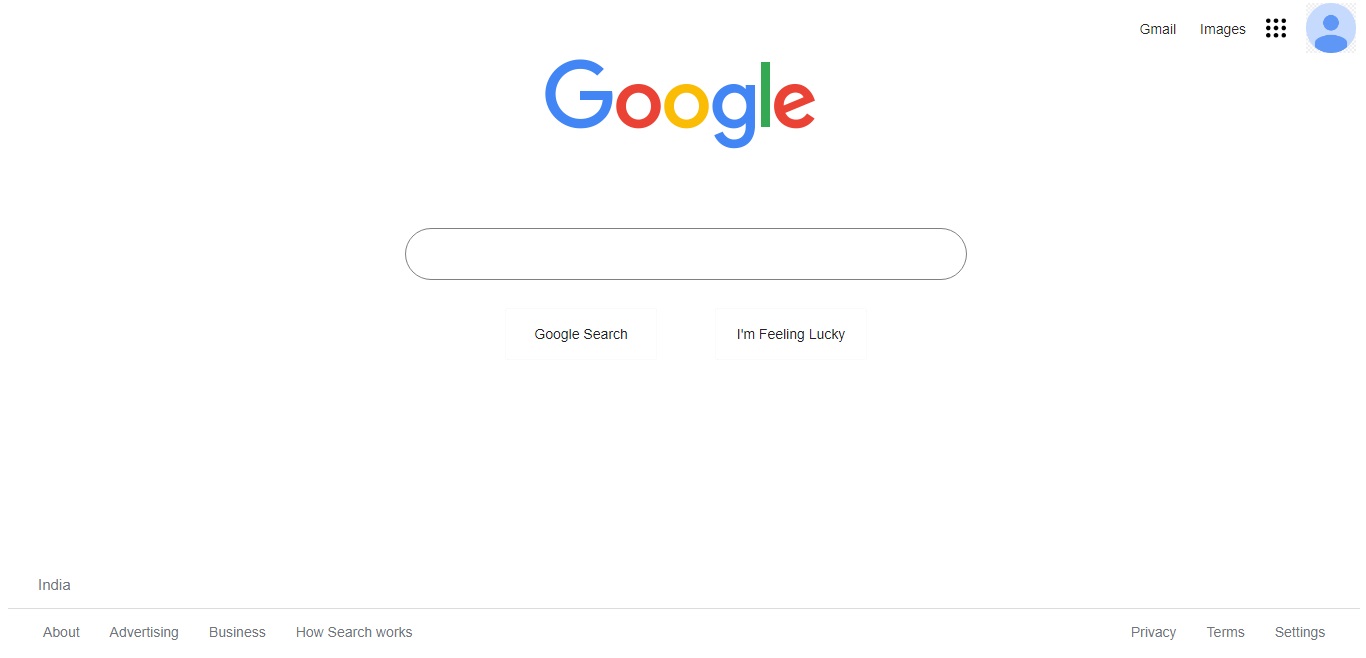 Gmail Images
Google
Google Search I'm Feeling Lucky
India
About Advertising Business How Search works Privacy Terms Settings